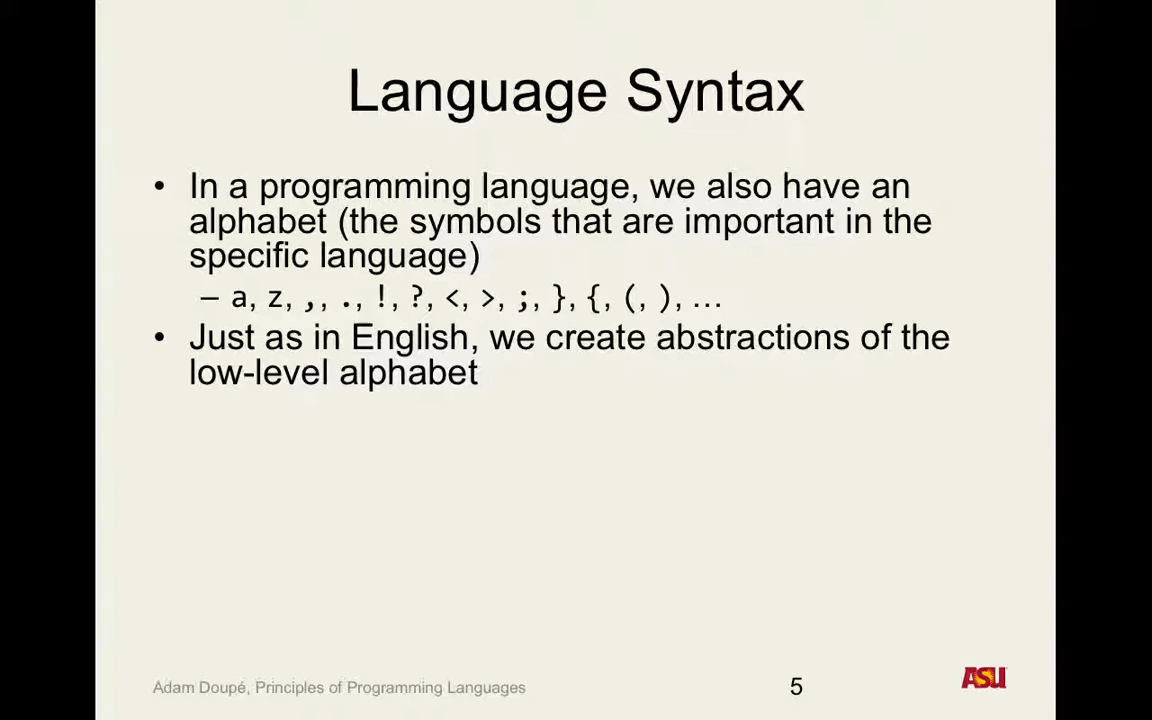 Language Syntax
• In a programming language, we also have an
alphabet (the symbols that are important in the
specific language)
– a, z, ,, ., !, ?, <, >, ;, }, {, (, ), …
• Just as in English, we create abstractions of the
low-level alphabet
Adam Doupé, Principles of Programming Languages
5
ASU